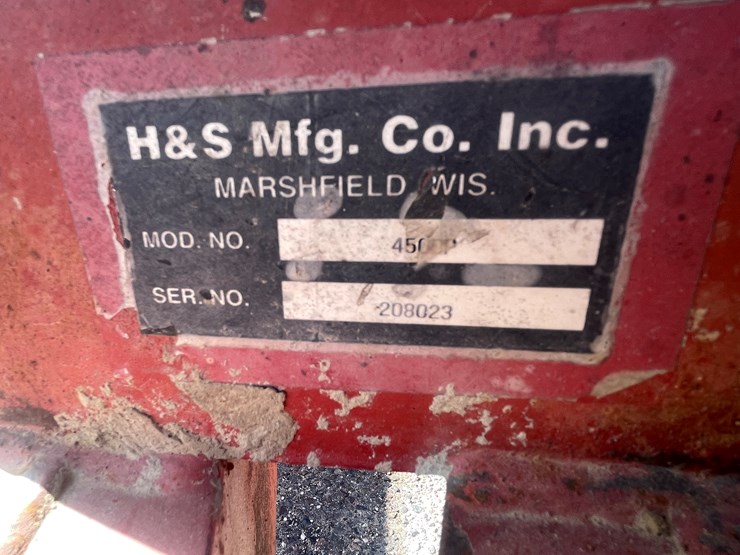 H&S Mfg. Co. Inc.
MARSHFIELD WIS.
MOD. NO.
SER. NO. 208023